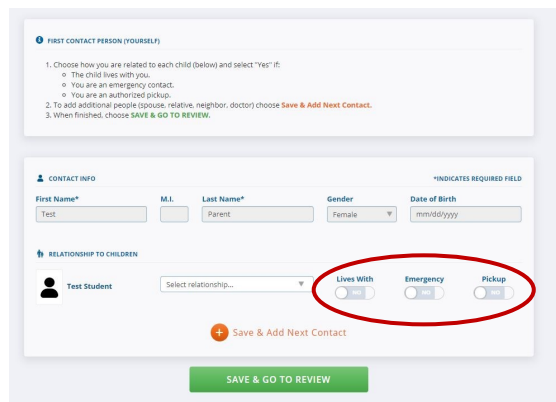 FIRST CONTACT PERSON (YOURSELF)
1. Choose how you are related to each child (below) and select "Yes" if:
The child lives with you.
You are an emergency contact.
You are an authorized pickup.
2. To add additional people (spouse, relative, neighbor, doctor) choose Save & Add Next Contact.
3. When finished, choose SAVE & GO TO REVIEW.
CONTACT INFO *INDICATES REQUIRED FIELD
First Name* M.I. Last Name* Gender Date of Birth
Test Parent Female mm/dd/yyyy
RELATIONSHIP TO CHILDREN
Lives With Emergency Pickup
Test Student Select relationship... NO NO NO
Save & Add Next Contact
SAVE & GO TO REVIEW